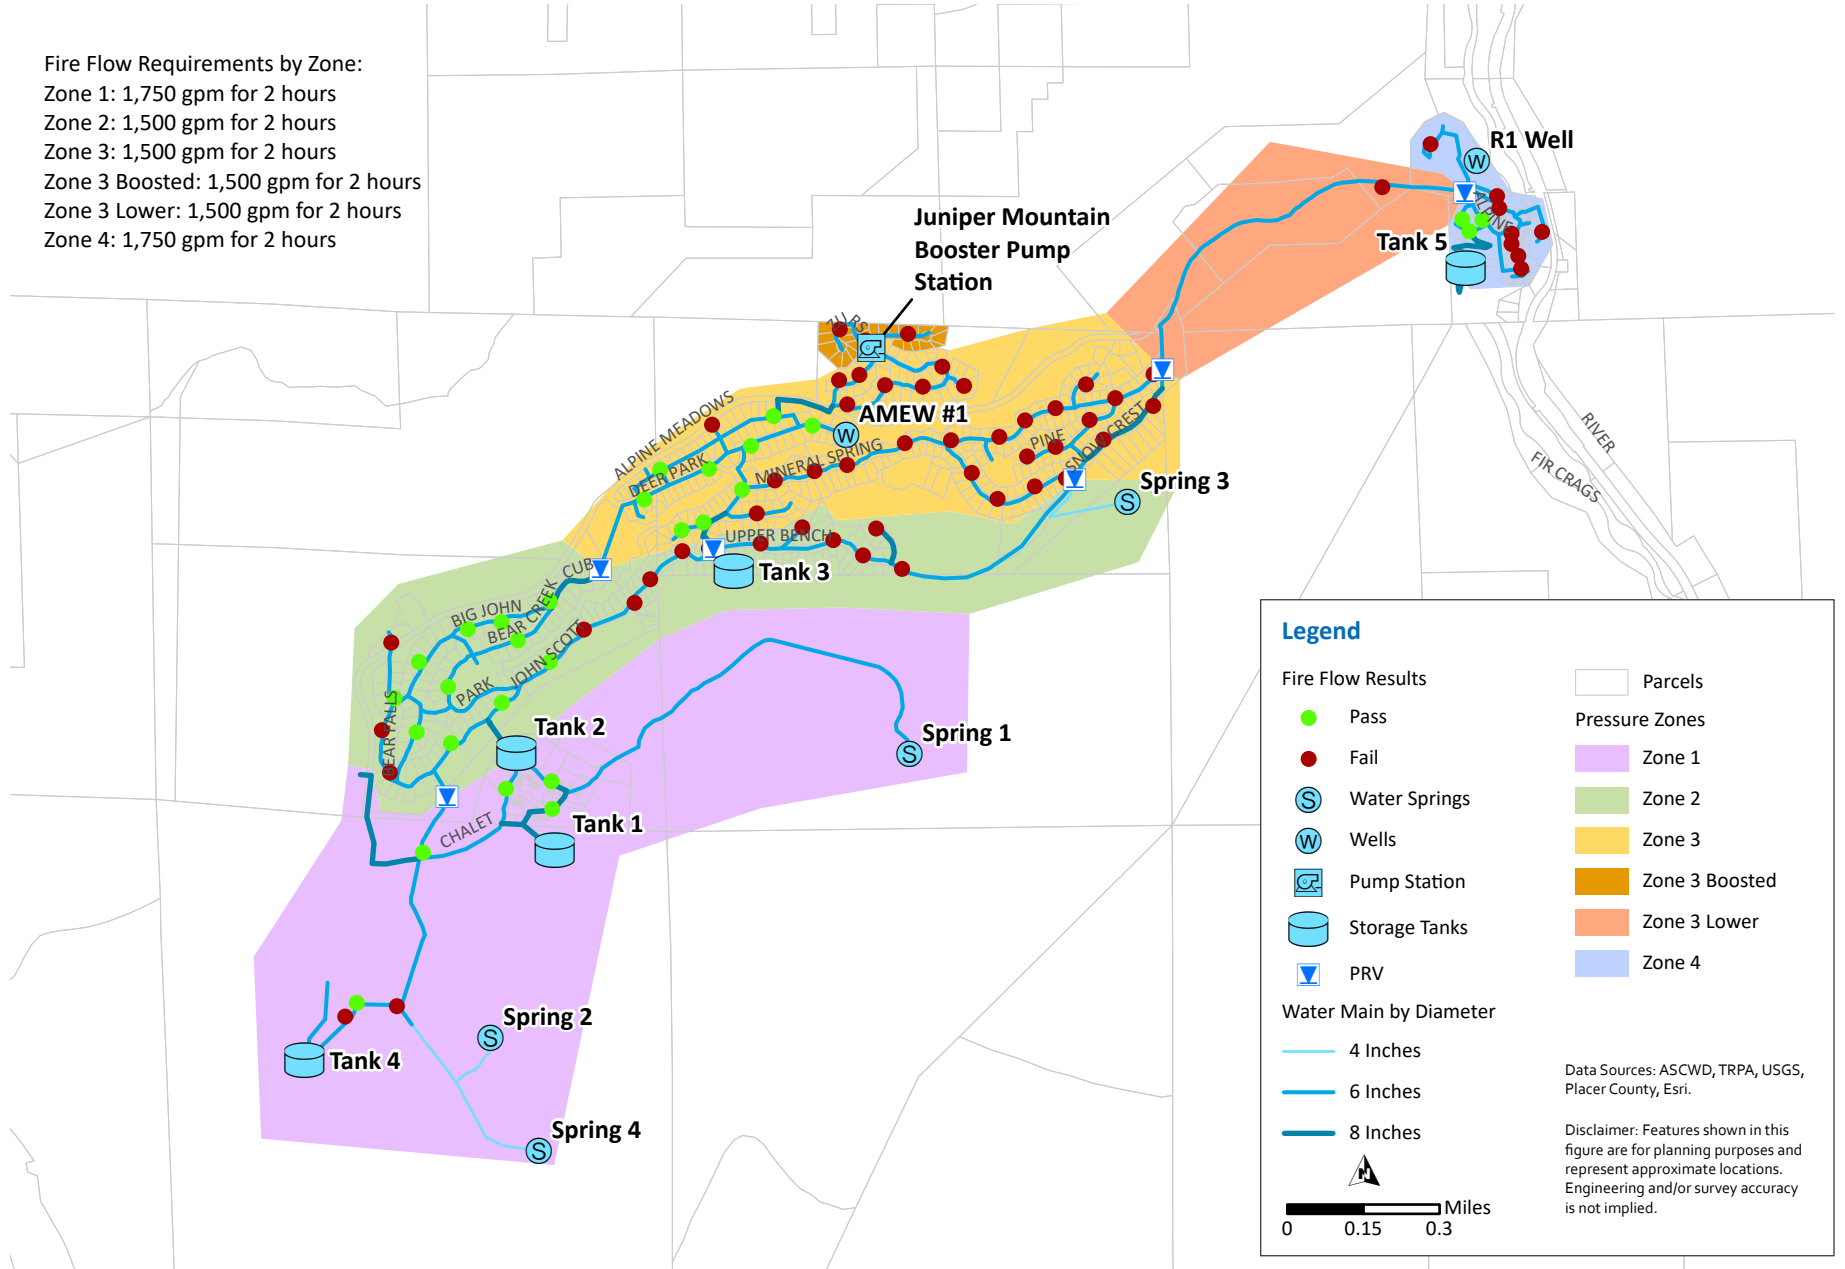 Fire Flow Requirements by Zone:
Zone 1: 1,750 gpm for 2 hours
Zone 2: 1,500 gpm for 2 hours
Zone 3: 1,500 gpm for 2 hours
Zone 3 Boosted: 1,500 gpm for 2 hours
Zone 3 Lower: 1,500 gpm for 2 hours
Zone 4: 1,750 gpm for 2 hours
R1 Well
W
ALPINE
Tank 5
Juniper Mountain
Booster Pump
Station
AMEW #1
W
ALPINE MEADOWS
DEER PARK
MINERAL SPRING
PINE
SNOW CREST
Spring 3
S
RIVER
FIR CRAGS
UPPER BENCH
Tank 3
CUB
BIG JOHN
BEAR CREEK
JOHN SCOTT
PARK
BEAR FALLS
Tank 2
Spring 1
S
CHALET
Tank 1
Spring 2
S
Tank 4
Spring 4
S
Legend
Fire Flow Results
Pass
Fail
S Water Springs
W Wells
Pump Station
Storage Tanks
PRV
Water Main by Diameter
4 Inches
6 Inches
8 Inches
N
Miles
0 0.15 0.3
Parcels
Pressure Zones
Zone 1
Zone 2
Zone 3
Zone 3 Boosted
Zone 3 Lower
Zone 4
Data Sources: ASCWD, TRPA, USGS,
Placer County, Esri.
Disclaimer: Features shown in this
figure are for planning purposes and
represent approximate locations.
Engineering and/or survey accuracy
is not implied.